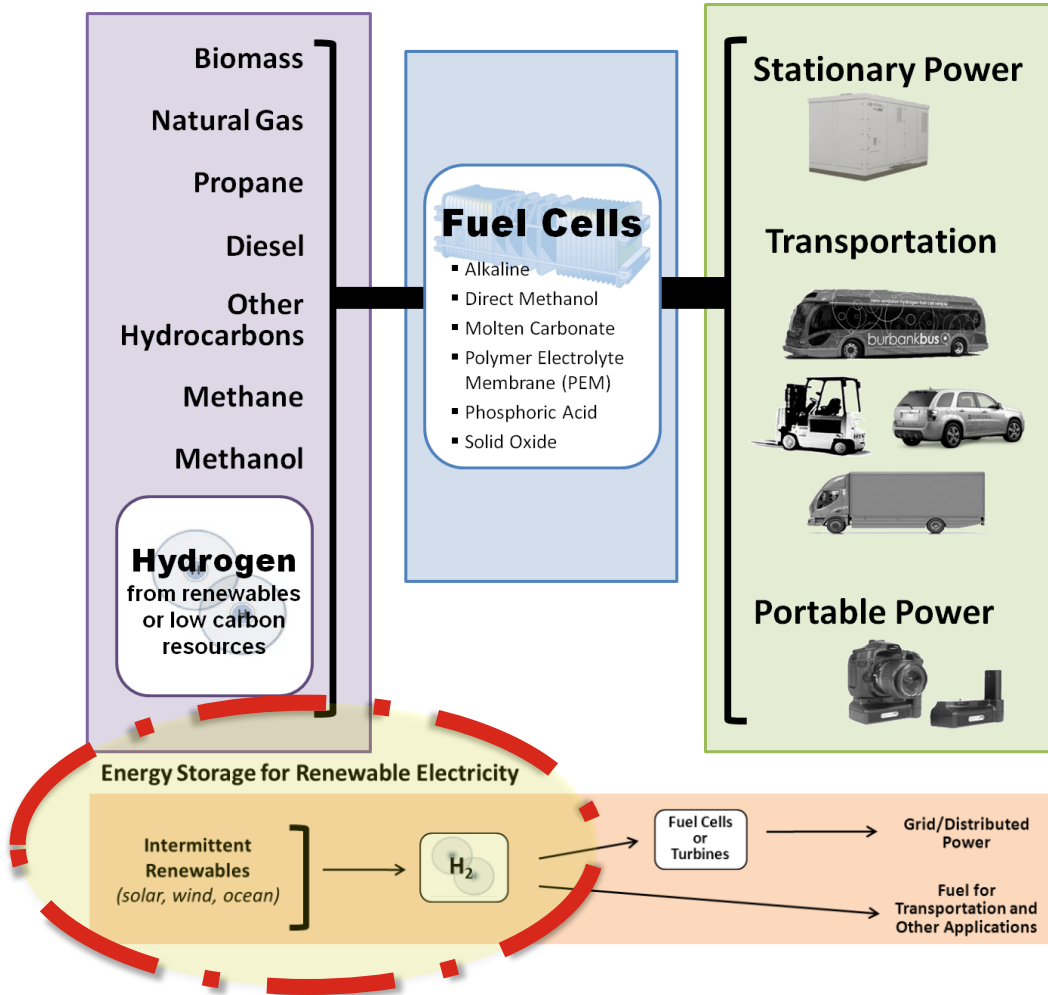 Biomass
Natural Gas
Propane
Diesel
Other
Hydrocarbons
Methane
Methanol
Hydrogen
from renewables
or low carbon
resources
H
H
Fuel Cells
▪ Alkaline
▪ Direct Methanol
▪ Molten Carbonate
▪ Polymer Electrolyte
Membrane (PEM)
▪ Phosphoric Acid
▪ Solid Oxide
Stationary Power
Transportation
burbankbus
Portable Power
Energy Storage for Renewable Electricity
Intermittent
Renewables
(solar, wind, ocean)
H₂
Fuel Cells
or
Turbines
Grid/Distributed
Power
Fuel for
Transportation and
Other Applications